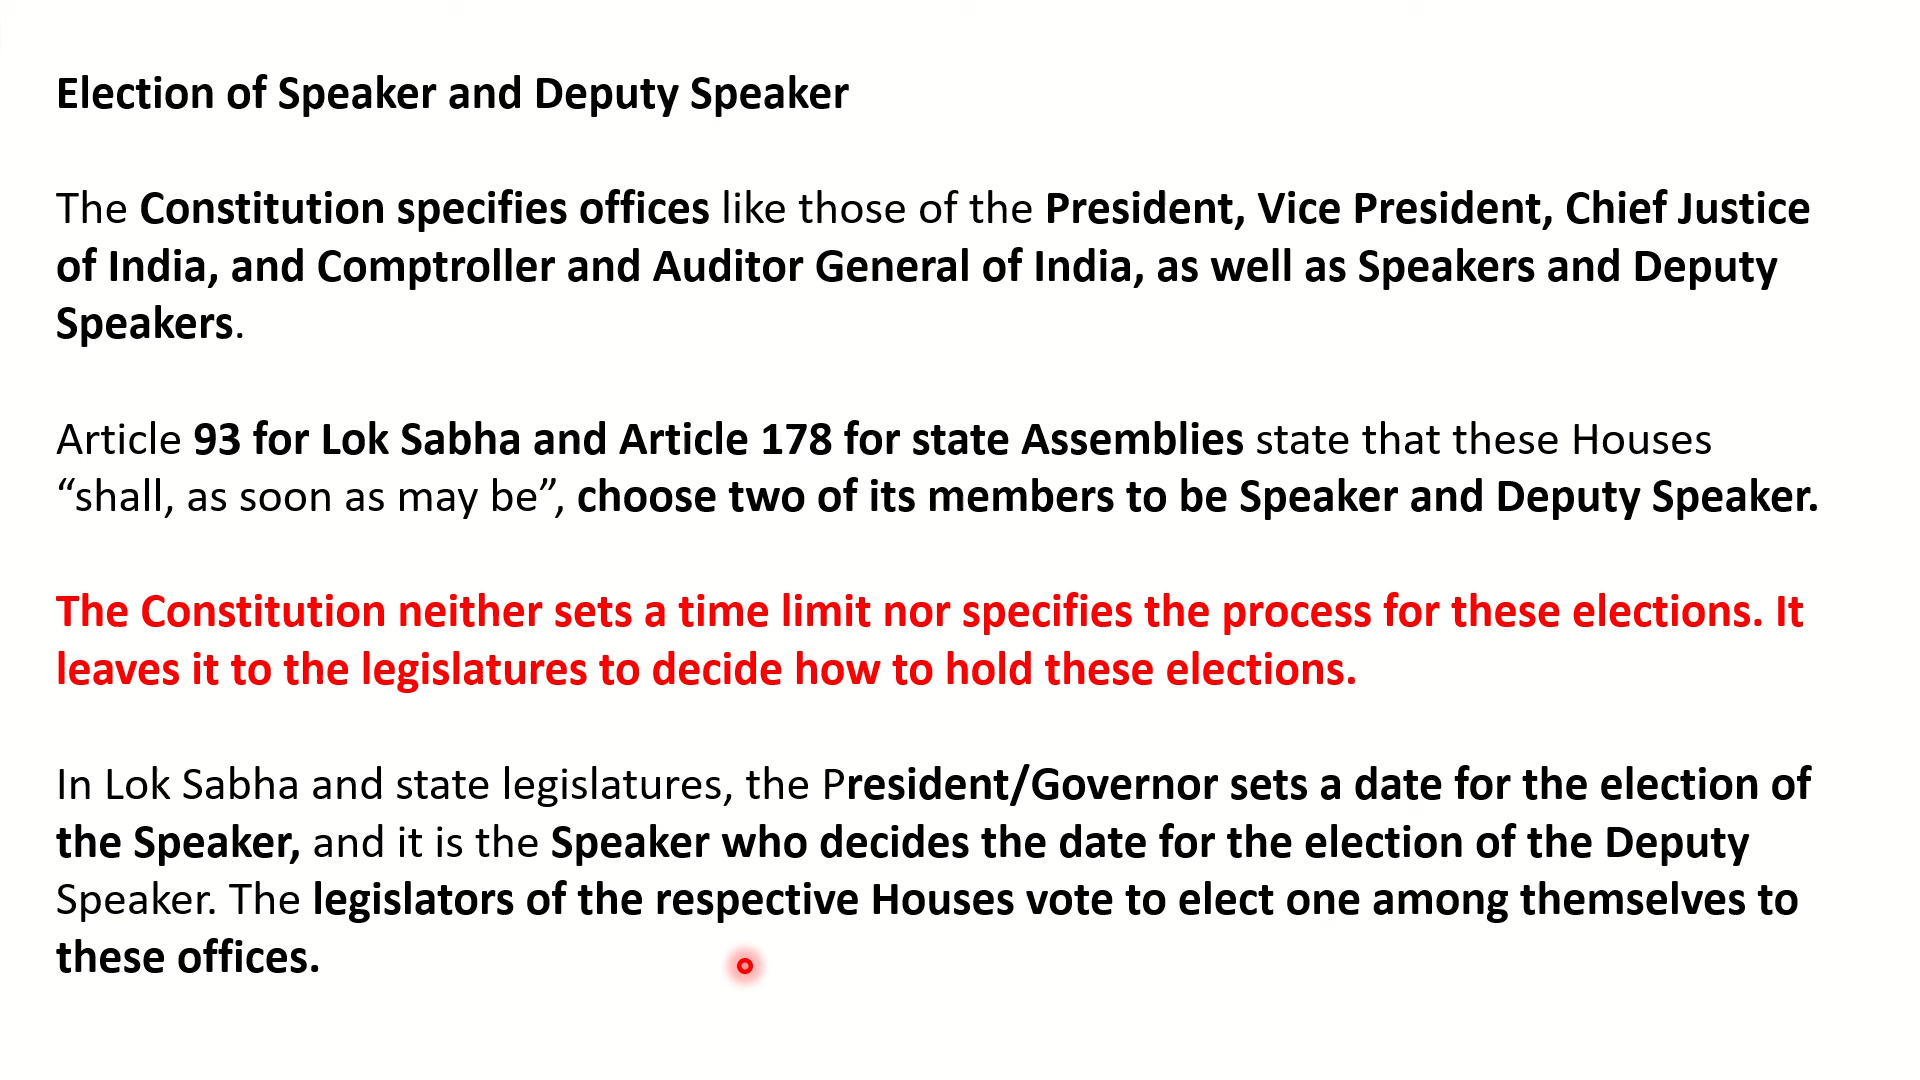 Election of Speaker and Deputy Speaker
The Constitution specifies offices like those of the President, Vice President, Chief Justice
of India, and Comptroller and Auditor General of India, as well as Speakers and Deputy
Speakers.
Article 93 for Lok Sabha and Article 178 for state Assemblies state that these Houses
“shall, as soon as may be”, choose two of its members to be Speaker and Deputy Speaker.
The Constitution neither sets a time limit nor specifies the process for these elections. It
leaves it to the legislatures to decide how to hold these elections.
In Lok Sabha and state legislatures, the President/Governor sets a date for the election of
the Speaker, and it is the Speaker who decides the date for the election of the Deputy
Speaker. The legislators of the respective Houses vote to elect one among themselves to
these offices.